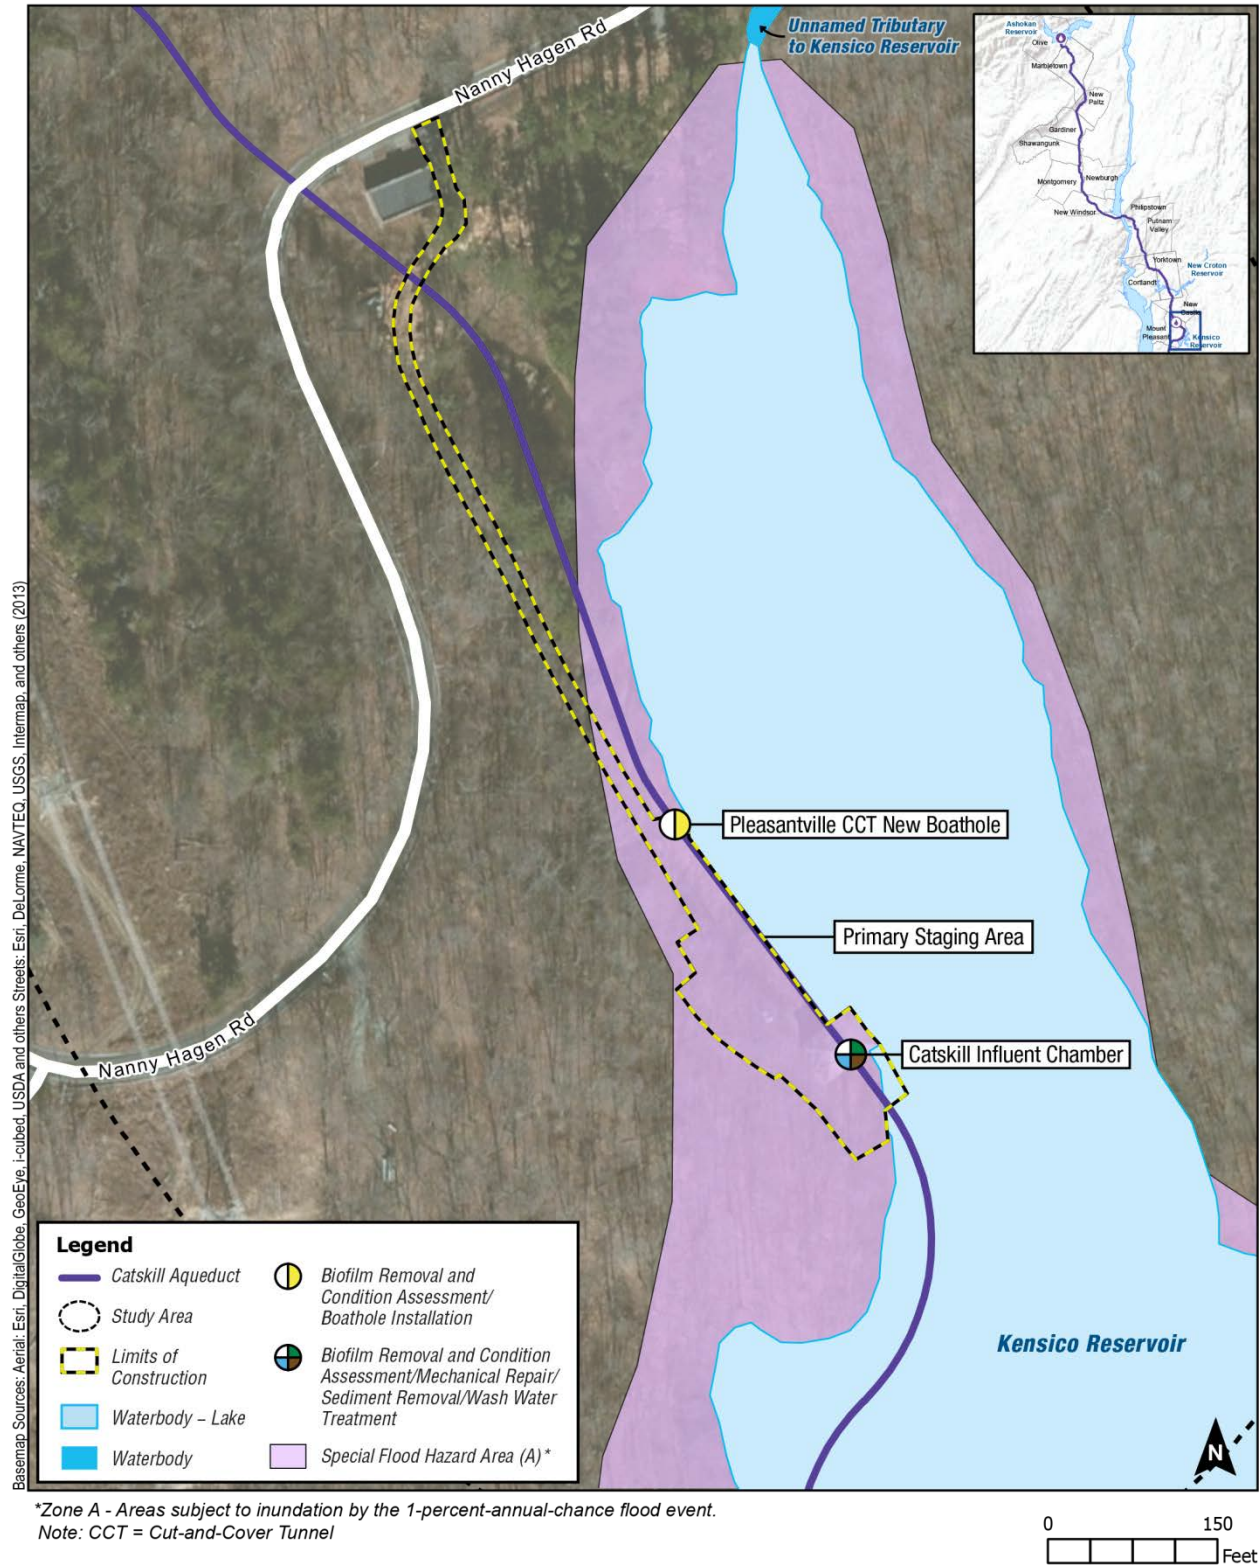 Unnamed Tributary
to Kensico Reservoir
Nanny Hagen Rd
Ashokan
Reservoir
Olive
Marbletown
New
Paltz
Gardiner
Shawangunk
Montgomery
Newburgh
New Windsor
Philipstown
Putnam
Valley
Yorktown
New Croton
Reservoir
Cortlandt
New
Castle
Mount
Pleasant
Kensico
Reservoir
Pleasantville CCT New Boathole
Primary Staging Area
Catskill Influent Chamber
Nanny Hagen Rd
Kensico Reservoir
Basemap Sources: Aerial: Esri, DigitalGlobe, GeoEye, i-cubed, USDA and others Streets: Esri, DeLorme, NAVTEQ, USGS, Intermap, and others (2013)
Legend
Catskill Aqueduct
Study Area
Limits of
Construction
Waterbody – Lake
Waterbody
Biofilm Removal and
Condition Assessment/
Boathole Installation
Biofilm Removal and Condition
Assessment/Mechanical Repair/
Sediment Removal/Wash Water
Treatment
Special Flood Hazard Area (A)*
N
*Zone A - Areas subject to inundation by the 1-percent-annual-chance flood event.
Note: CCT = Cut-and-Cover Tunnel
0 150
Feet